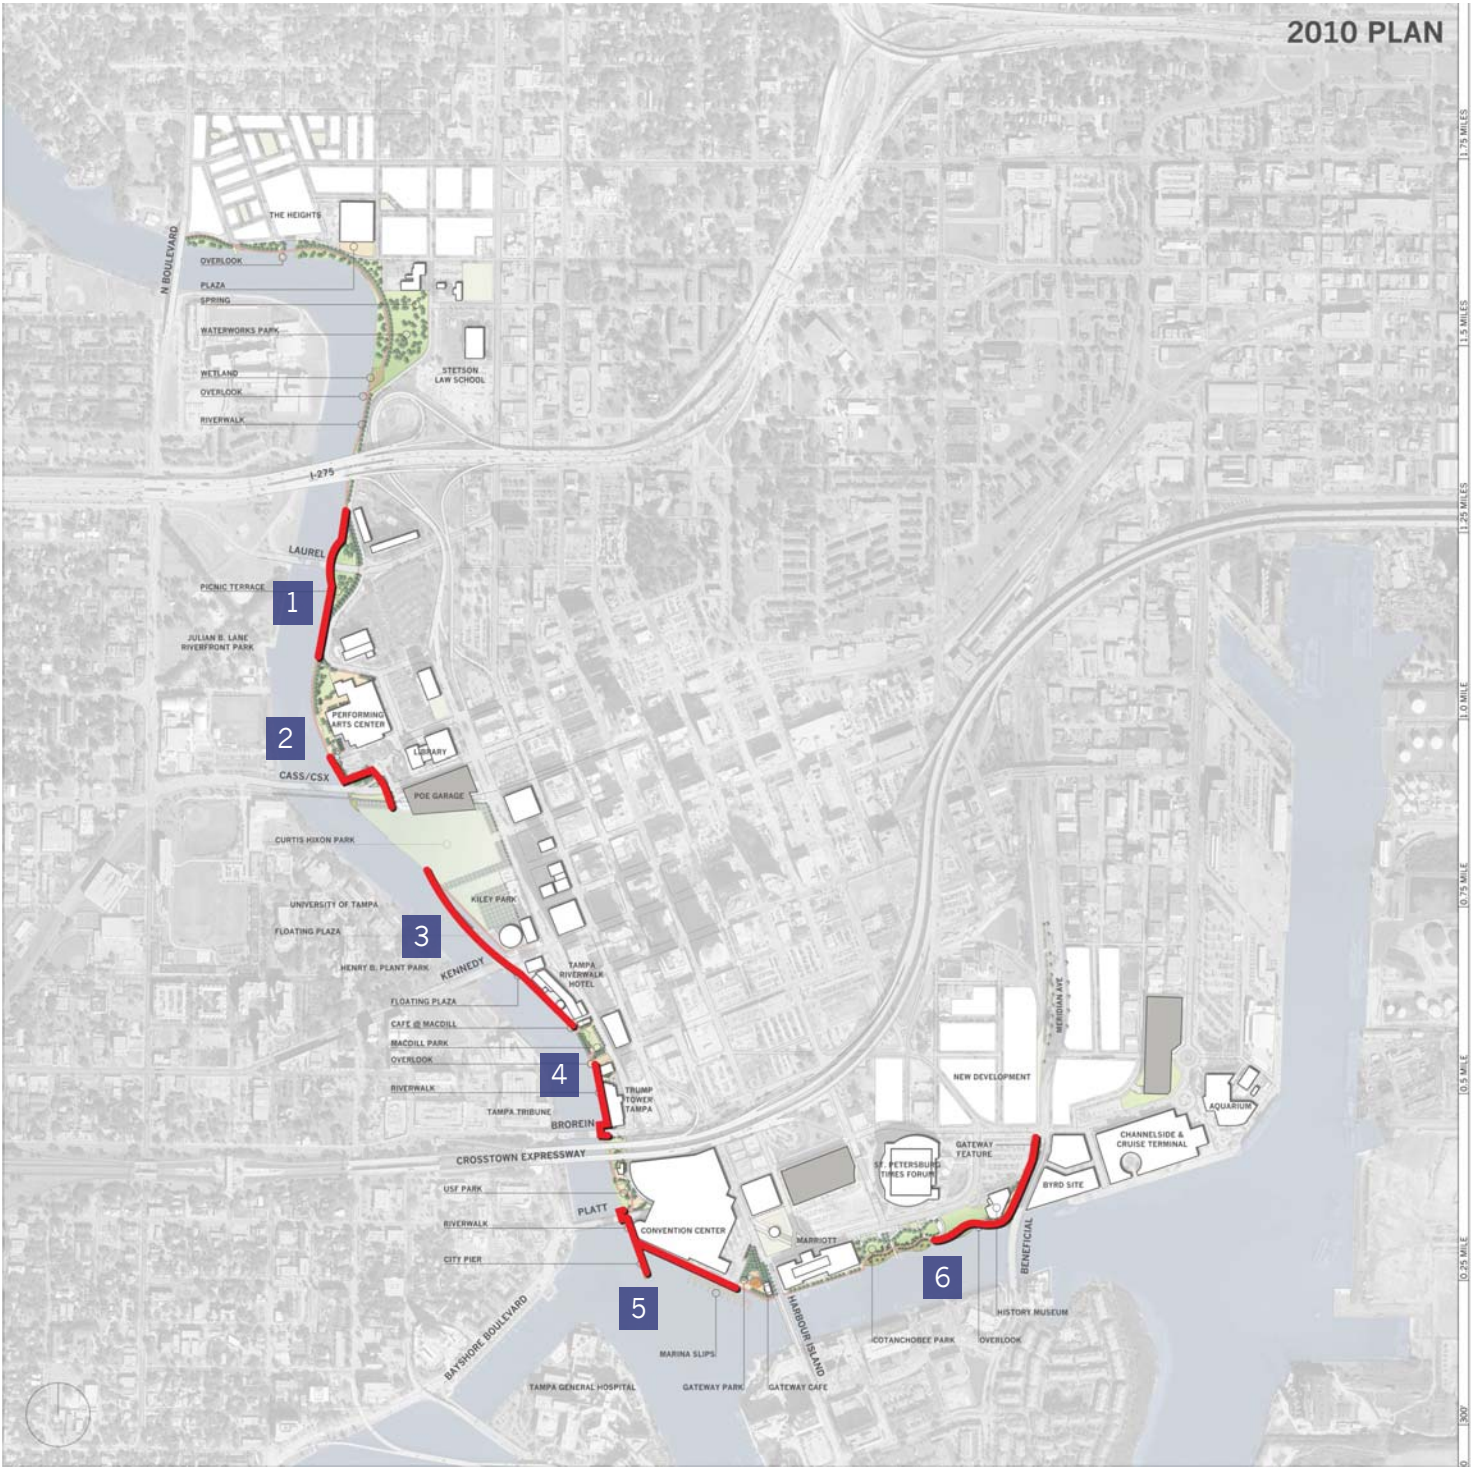 2010 PLAN
1.75 MILES
THE HEIGHTS
N BOULEVARD
OVERLOOK
PLAZA
SPRING
WATERWORKS PARK
1.5 MILES
WETLAND
STETSON
LAW SCHOOL
OVERLOOK
RIVERWALK
I-275
1.25 MILES
LAUREL
PICNIC TERRACE
1
JULIAN B. LANE
RIVERFRONT PARK
1.0 MILE
PERFORMING
ARTS CENTER
2
LIBRARY
CASS/CSX
POE GARAGE
CURTIS HIXON PARK
0.75 MILE
KILEY PARK
UNIVERSITY OF TAMPA
FLOATING PLAZA
3
HENRY B. PLANT PARK
KENNEDY
TAMPA
RIVERWALK
HOTEL
FLOATING PLAZA
CAFE @ MACDILL
MACDILL PARK
OVERLOOK
MERIDIAN AVE
4
RIVERWALK
TRUMP
TOWER
TAMPA
NEW DEVELOPMENT
0.5 MILE
TAMPA TRIBUNE
BROREIN
AQUARIUM
CHANNELSIDE &
CRUISE TERMINAL
GATEWAY
FEATURE
CROSSTOWN EXPRESSWAY
ST. PETERSBURG
TIMES FORUM
BYRD SITE
USF PARK
PLATT
RIVERWALK
CONVENTION CENTER
MARRIOTT
BENEFICIAL
CITY PIER
0.25 MILE
6
5
HARBOUR ISLAND
HISTORY MUSEUM
BAYSHORE BOULEVARD
COTANCHOBEE PARK
OVERLOOK
MARINA SLIPS
TAMPA GENERAL HOSPITAL
GATEWAY PARK
GATEWAY CAFE
300'
0